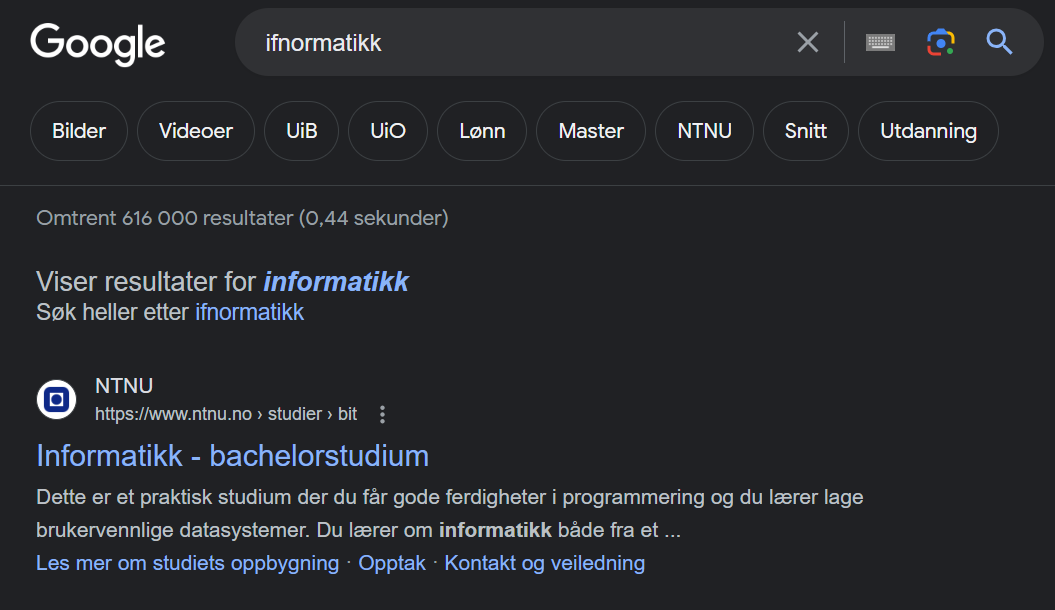 Google
ifnormatikk
Bilder Videoer UiB UiO Lønn Master NTNU Snitt Utdanning
Omtrent 616 000 resultater (0,44 sekunder)
Viser resultater for informatikk
Søk heller etter ifnormatikk
NTNU
https://www.ntnu.no › studier › bit
Informatikk - bachelorstudium
Dette er et praktisk studium der du får gode ferdigheter i programmering og du lærer lage
brukervennlige datasystemer. Du lærer om informatikk både fra et ...
Les mer om studiets oppbygning · Opptak · Kontakt og veiledning